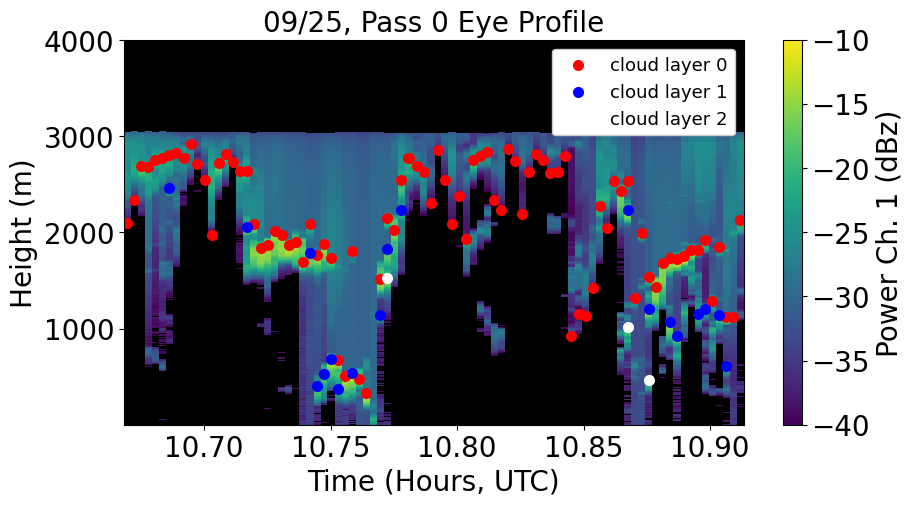 09/25, Pass 0 Eye Profile
cloud layer 0
cloud layer 1
cloud layer 2
4000
3000
2000
1000
Height (m)
10.70
10.75
10.80
10.85
10.90
Time (Hours, UTC)
−10
−15
−20
−25
−30
−35
−40
Power Ch. 1 (dBz)